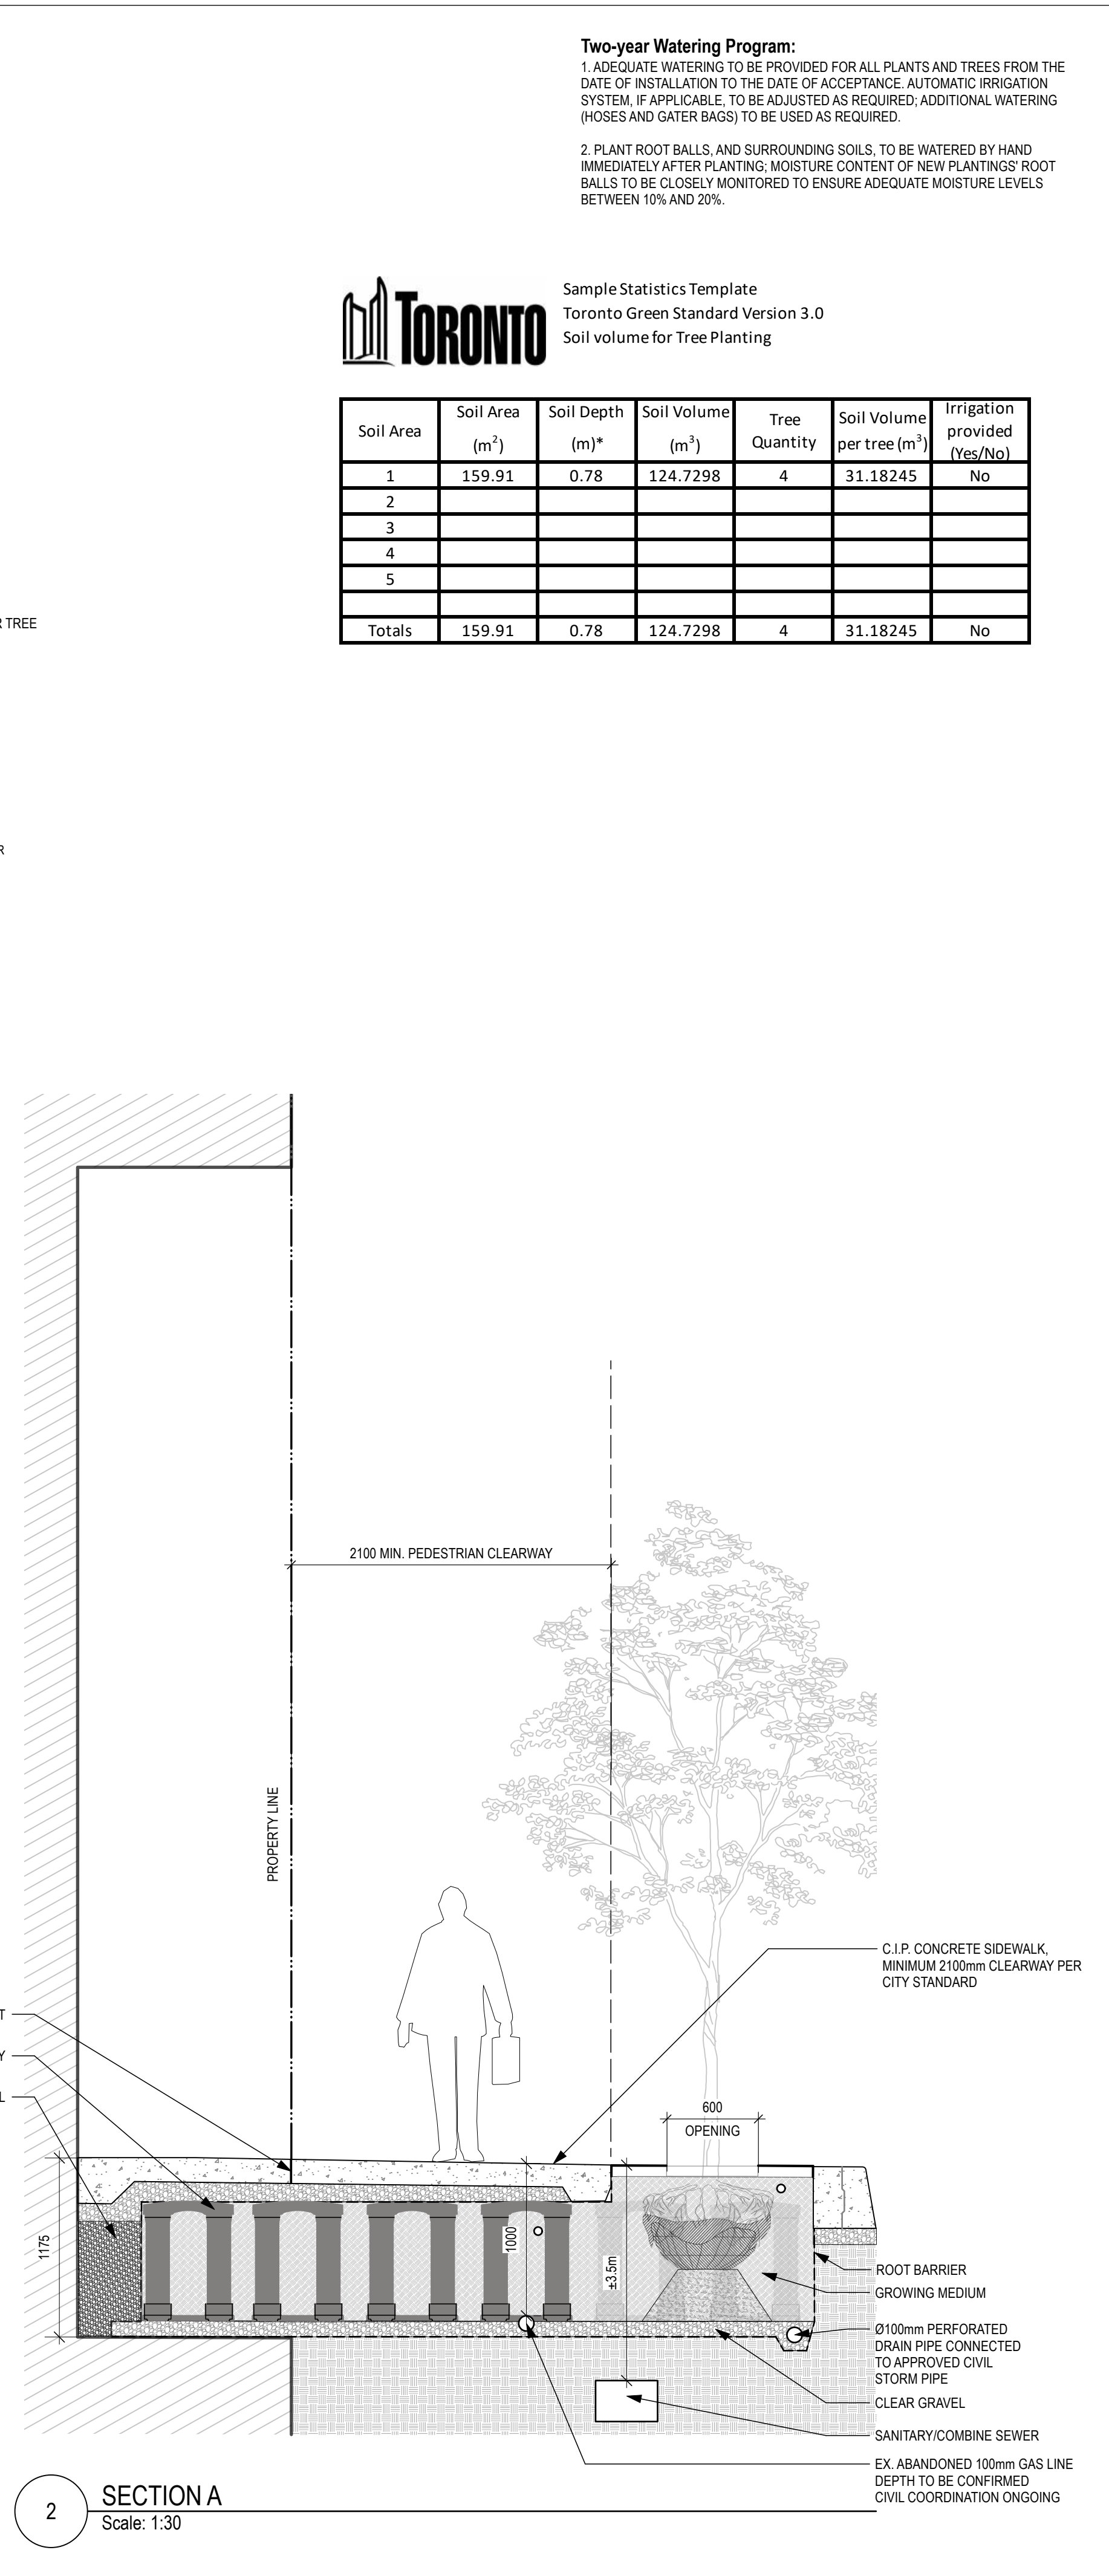 Two-year Watering Program:
1. ADEQUATE WATERING TO BE PROVIDED FOR ALL PLANTS AND TREES FROM THE
DATE OF INSTALLATION TO THE DATE OF ACCEPTANCE. AUTOMATIC IRRIGATION
SYSTEM, IF APPLICABLE, TO BE ADJUSTED AS REQUIRED; ADDITIONAL WATERING
(HOSES AND GATER BAGS) TO BE USED AS REQUIRED.
2. PLANT ROOT BALLS, AND SURROUNDING SOILS, TO BE WATERED BY HAND
IMMEDIATELY AFTER PLANTING; MOISTURE CONTENT OF NEW PLANTINGS' ROOT
BALLS TO BE CLOSELY MONITORED TO ENSURE ADEQUATE MOISTURE LEVELS
BETWEEN 10% AND 20%.
TORONTO
Sample Statistics Template
Toronto Green Standard Version 3.0
Soil volume for Tree Planting
Soil Area
Soil Area
(m²)
Soil Depth
(m)*
Soil Volume
(m³)
Tree
Quantity
Soil Volume
per tree (m³)
Irrigation
provided
(Yes/No)
1 159.91 0.78 124.7298 4 31.18245 No
2
3
4
5
Totals 159.91 0.78 124.7298 4 31.18245 No
R TREE
R
2100 MIN. PEDESTRIAN CLEARWAY
PROPERTY LINE
C.I.P. CONCRETE SIDEWALK,
MINIMUM 2100mm CLEARWAY PER
CITY STANDARD
T
Y
L
600
OPENING
1175
1000
±3.5m
ROOT BARRIER
GROWING MEDIUM
Ø100mm PERFORATED
DRAIN PIPE CONNECTED
TO APPROVED CIVIL
STORM PIPE
CLEAR GRAVEL
SANITARY/COMBINE SEWER
EX. ABANDONED 100mm GAS LINE
DEPTH TO BE CONFIRMED
CIVIL COORDINATION ONGOING
2
SECTION A
Scale: 1:30